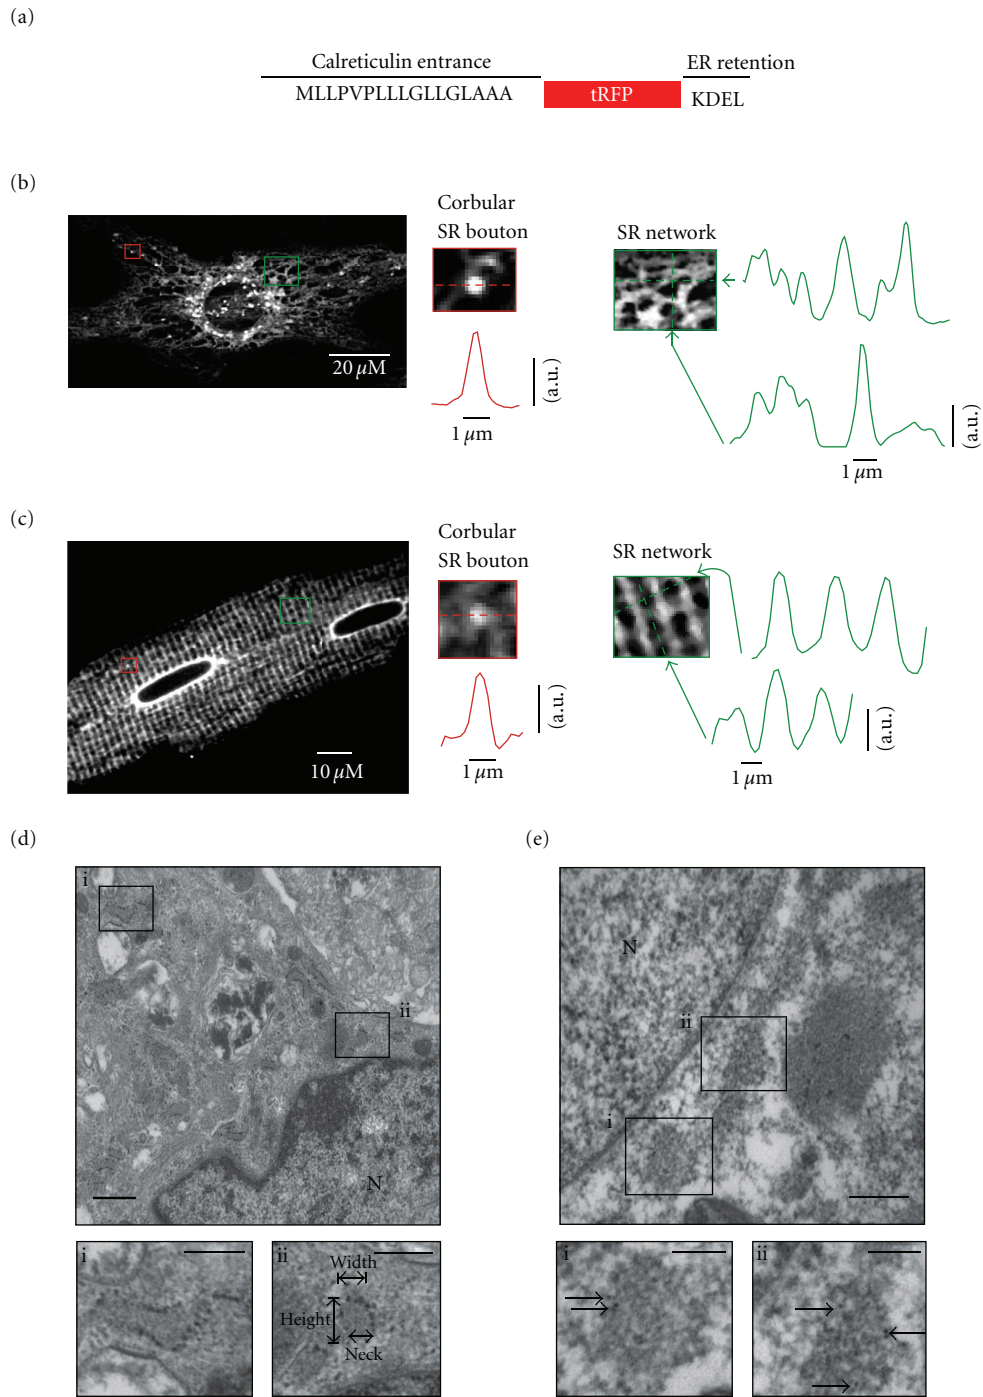 (a)
Calreticulin entrance
ER retention
MLLPVPLLLGLLGLAAA
tRFP
KDEL
(b)
Corbular
SR bouton
SR network
20 μM
(a.u.)
1 μm
(a.u.)
1 μm
(c)
Corbular
SR bouton
SR network
10 μM
(a.u.)
1 μm
(a.u.)
1 μm
(d)
i
ii
N
i
ii
Width
Height
Neck
(e)
N
ii
i
i
ii